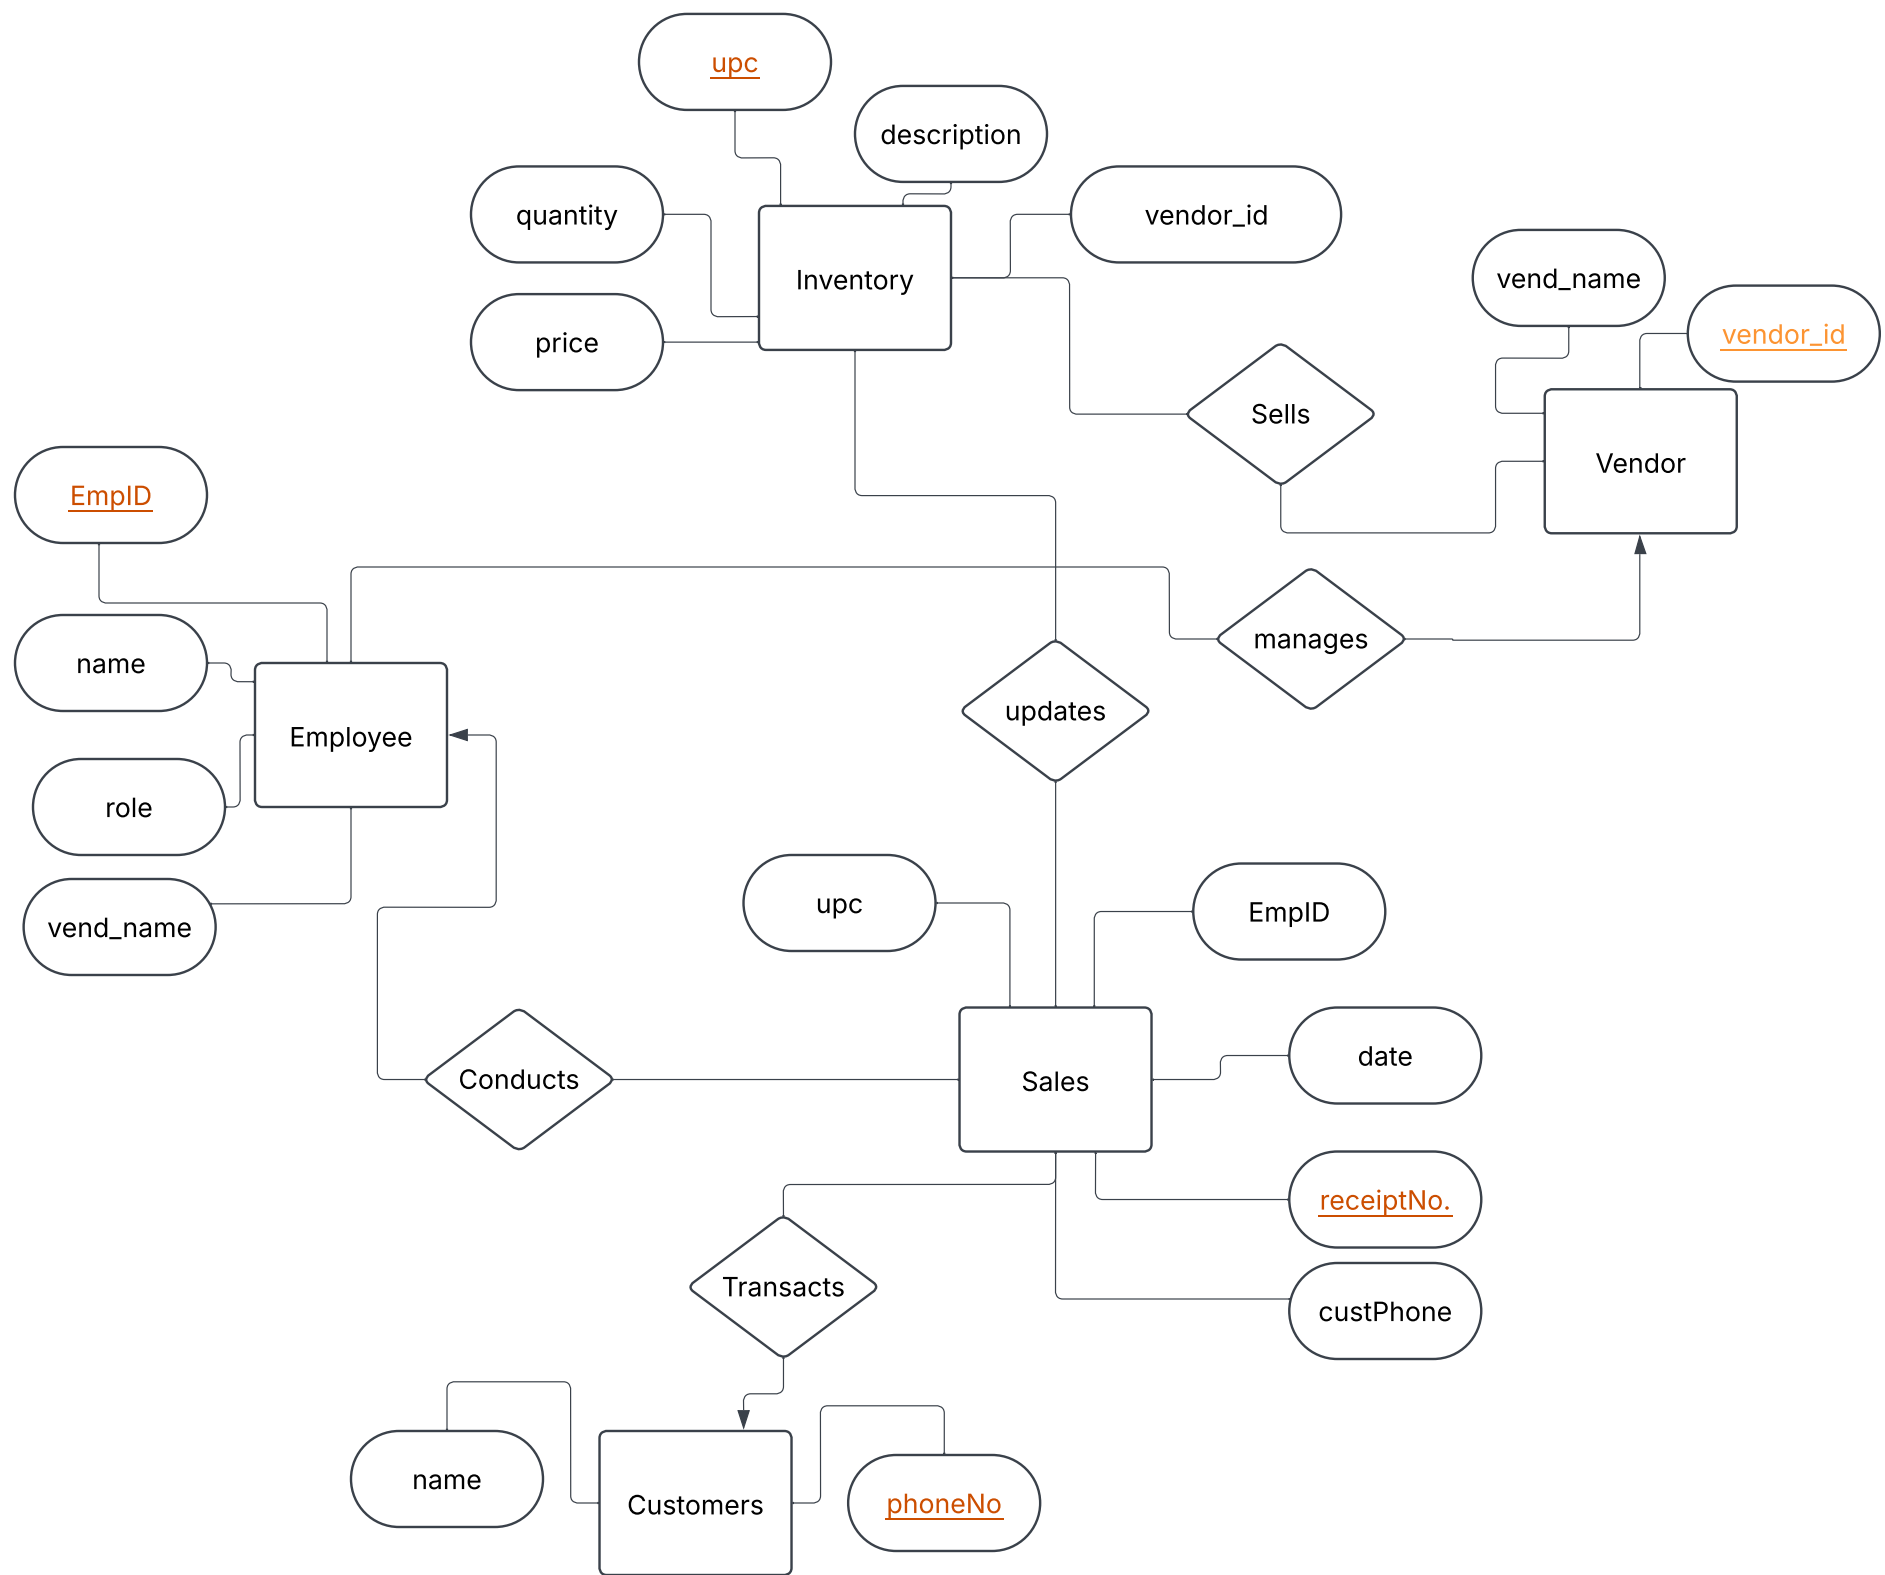 upc
description
quantity
vendor_id
Inventory
price
vend_name
vendor_id
Sells
Vendor
EmpID
name
manages
Employee
updates
role
vend_name
upc
EmpID
date
Conducts
Sales
receiptNo.
Transacts
custPhone
name
Customers
phoneNo